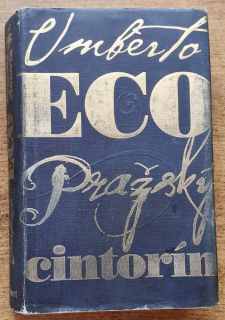 Umberto
ECO
Pražský
cintorín